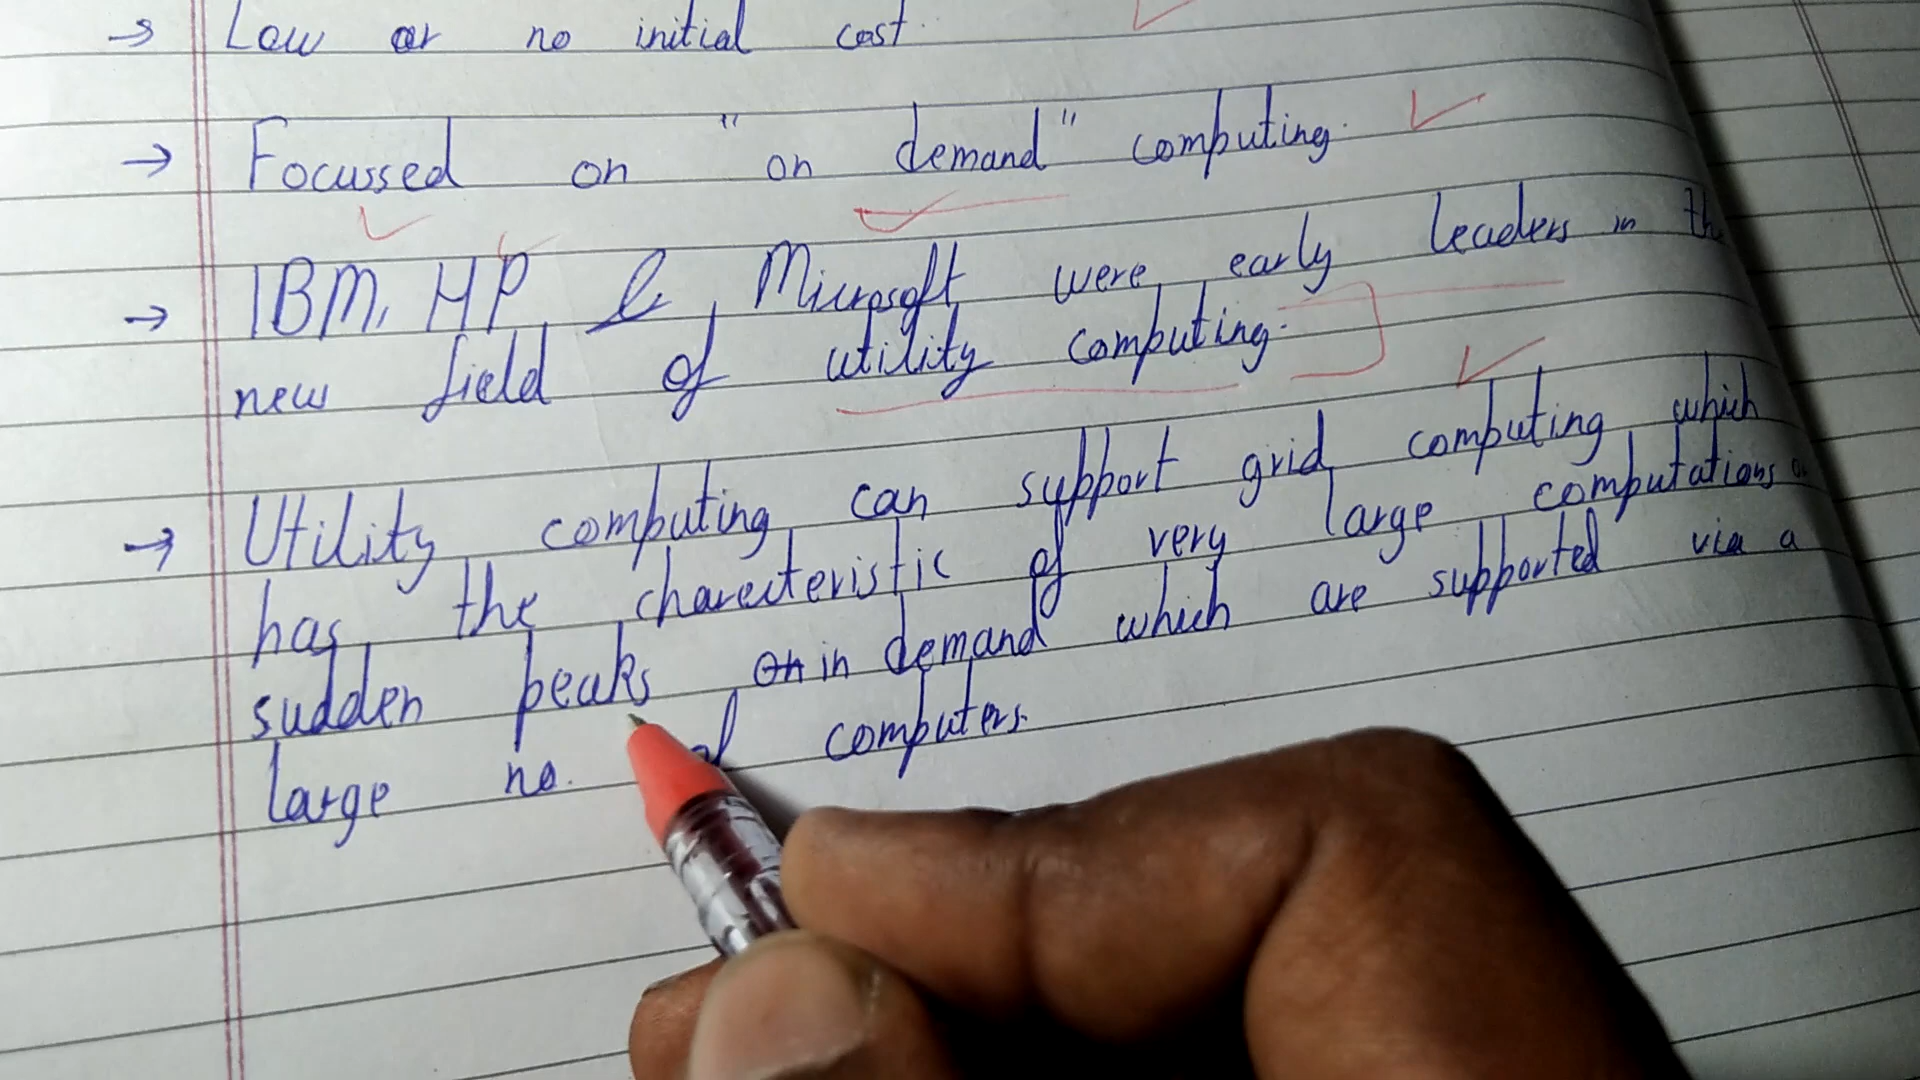 → Low or no initial cost.
→ Focussed on "on demand" computing.
→ IBM, HP & Microsoft were early leaders in the
new field of utility computing.
→ Utility computing can support grid computing which
has the charecteristic of very large computations or
sudden peaks on in demand which are supported via a
large no. of computers.